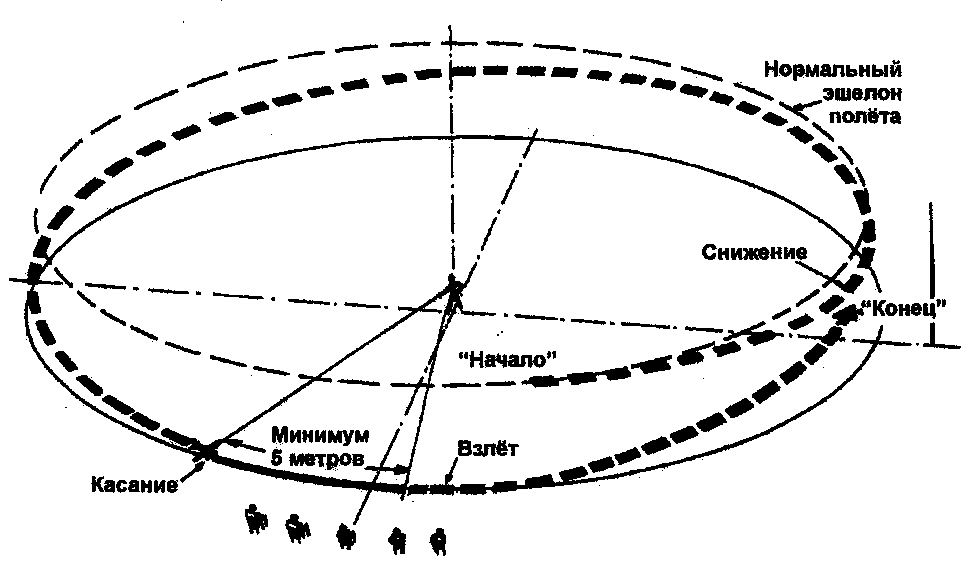 Нормальный
эшелон
полёта
Снижение
“Конец”
“Начало”
Минимум
5 метров
Взлёт
Касание